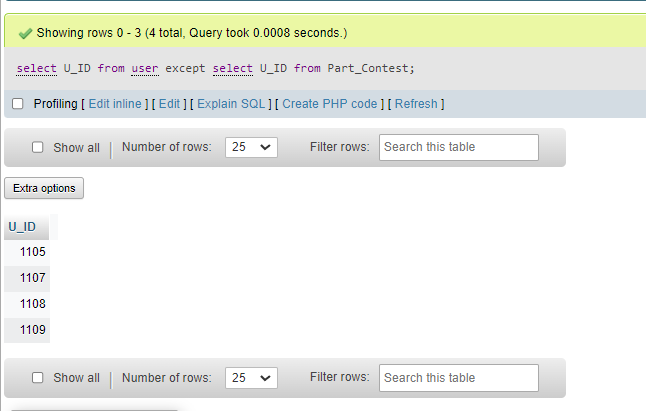 Showing rows 0 - 3 (4 total, Query took 0.0008 seconds.)
select U_ID from user except select U_ID from Part_Contest;
Profiling [ Edit inline ] [ Edit ] [ Explain SQL ] [ Create PHP code ] [ Refresh ]
Show all | Number of rows: 25 Filter rows: Search this table
Extra options
U_ID
1105
1107
1108
1109
Show all | Number of rows: 25 Filter rows: Search this table